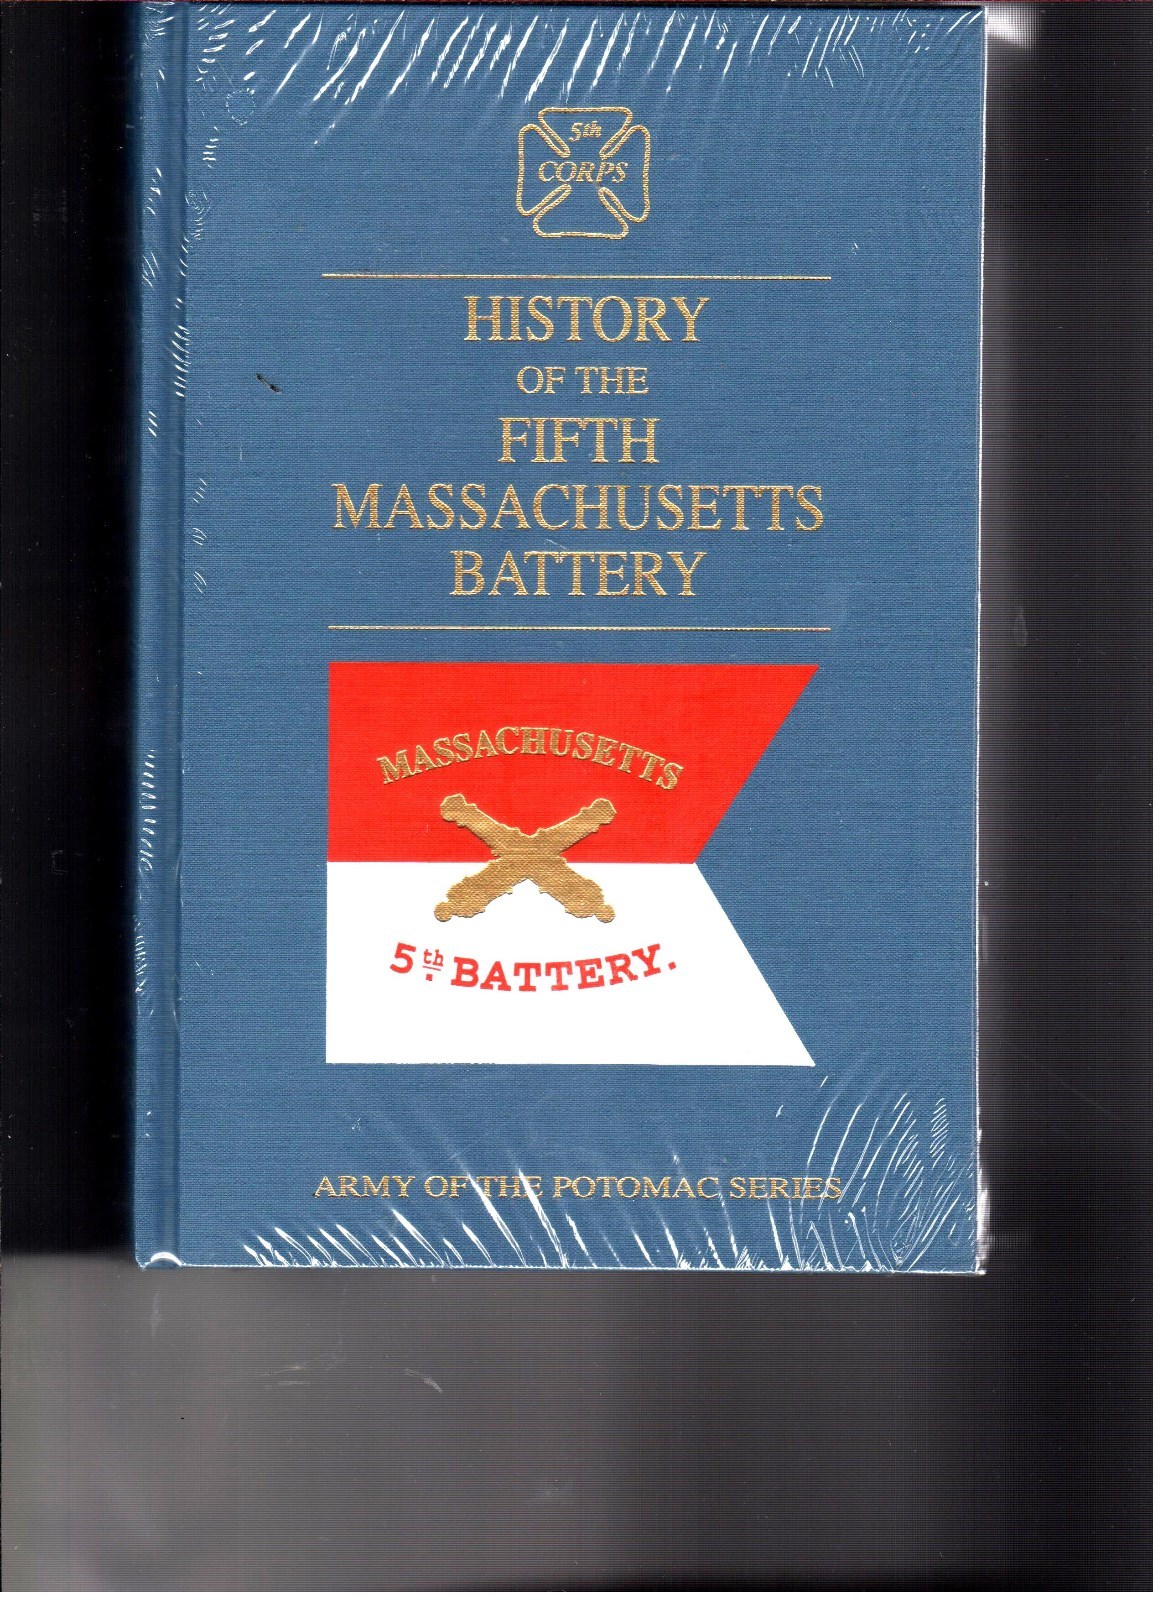 5th
CORPS
HISTORY
OF THE
FIFTH
MASSACHUSETTS
BATTERY
MASSACHUSETTS
5th BATTERY.
ARMY OF THE POTOMAC SERIES